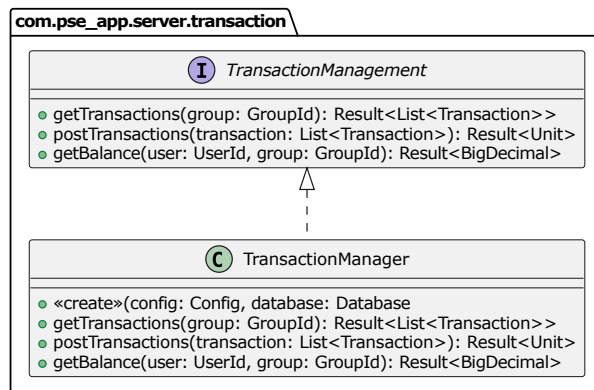 com.pse_app.server.transaction
I TransactionManagement
getTransactions(group: GroupId): Result<List<Transaction>>
postTransactions(transaction: List<Transaction>): Result<Unit>
getBalance(user: UserId, group: GroupId): Result<BigDecimal>
C TransactionManager
«create»(config: Config, database: Database
getTransactions(group: GroupId): Result<List<Transaction>>
postTransactions(transaction: List<Transaction>): Result<Unit>
getBalance(user: UserId, group: GroupId): Result<BigDecimal>